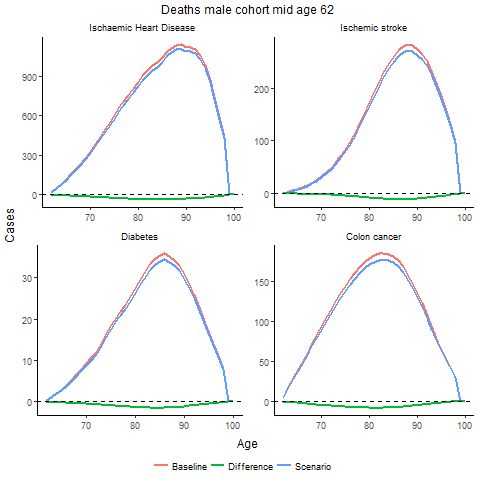 Deaths male cohort mid age 62
Ischaemic Heart Disease
Ischemic stroke
900
600
300
0
70 80 90 100
200
100
0
70 80 90 100
Cases
Diabetes
Colon cancer
30
20
10
0
70 80 90 100
150
100
50
0
70 80 90 100
Age
Baseline Difference Scenario